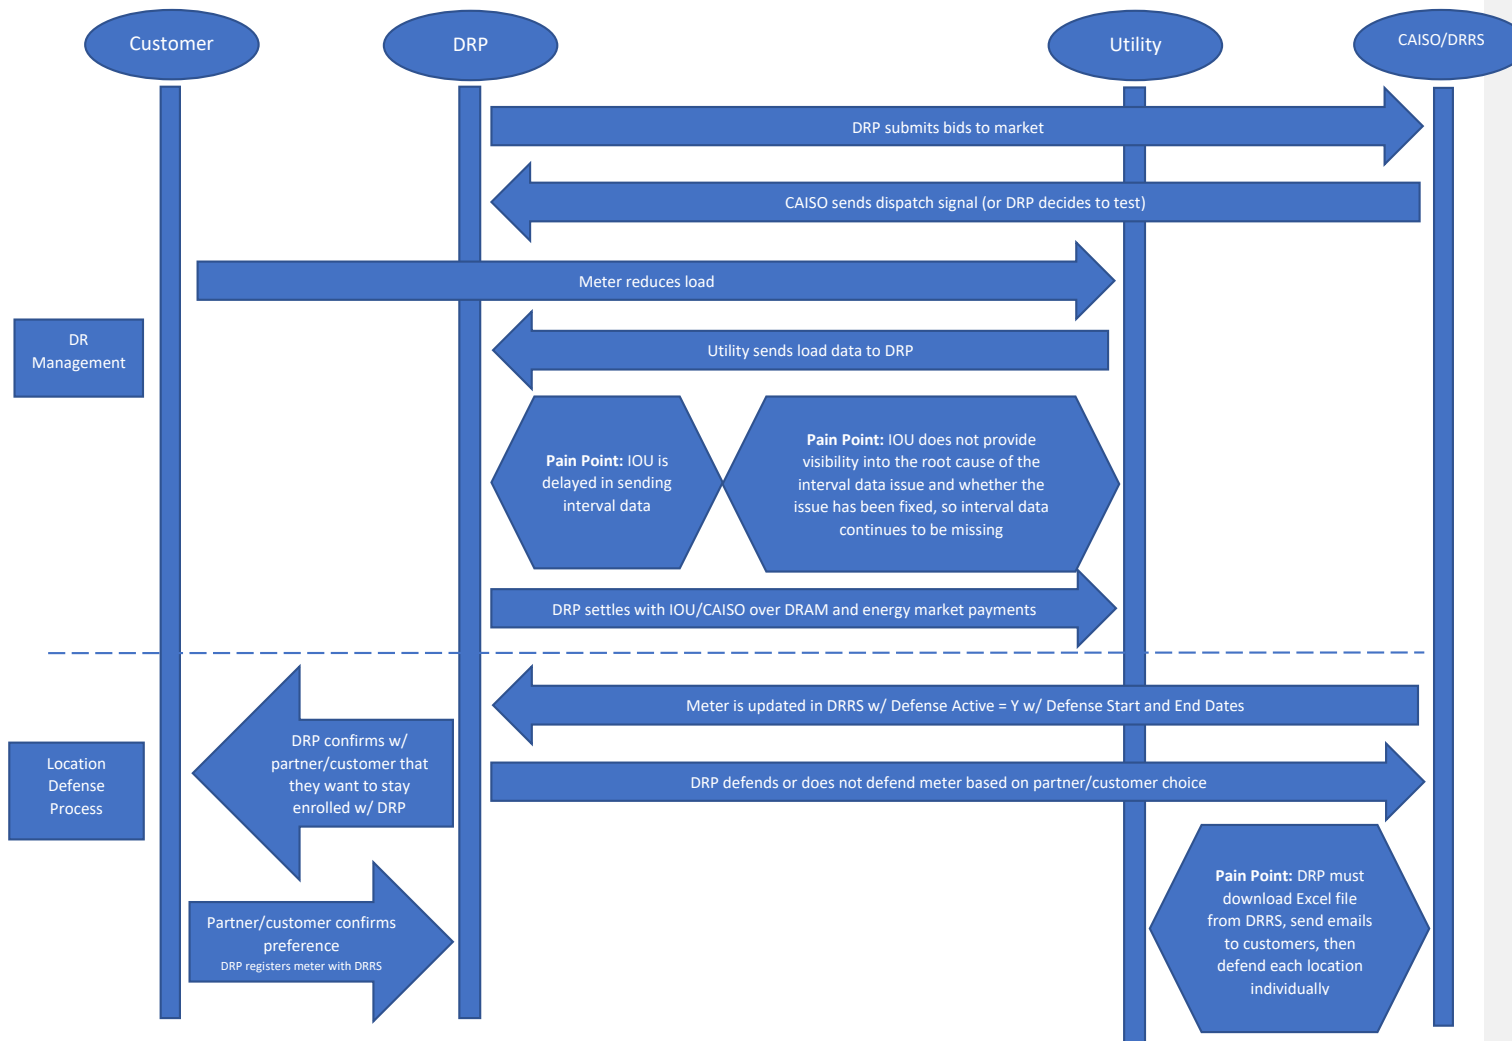 Customer
DRP
Utility
CAISO/DRRS
DRP submits bids to market
CAISO sends dispatch signal (or DRP decides to test)
Meter reduces load
DR
Management
Utility sends load data to DRP
Pain Point: IOU is
delayed in sending
interval data
Pain Point: IOU does not provide
visibility into the root cause of the
interval data issue and whether the
issue has been fixed, so interval data
continues to be missing
DRP settles with IOU/CAISO over DRAM and energy market payments
Meter is updated in DRRS w/ Defense Active = Y w/ Defense Start and End Dates
Location
Defense
Process
DRP confirms w/
partner/customer that
they want to stay
enrolled w/ DRP
DRP defends or does not defend meter based on partner/customer choice
Partner/customer confirms
preference
DRP registers meter with DRRS
Pain Point: DRP must
download Excel file
from DRRS, send emails
to customers, then
defend each location
individually